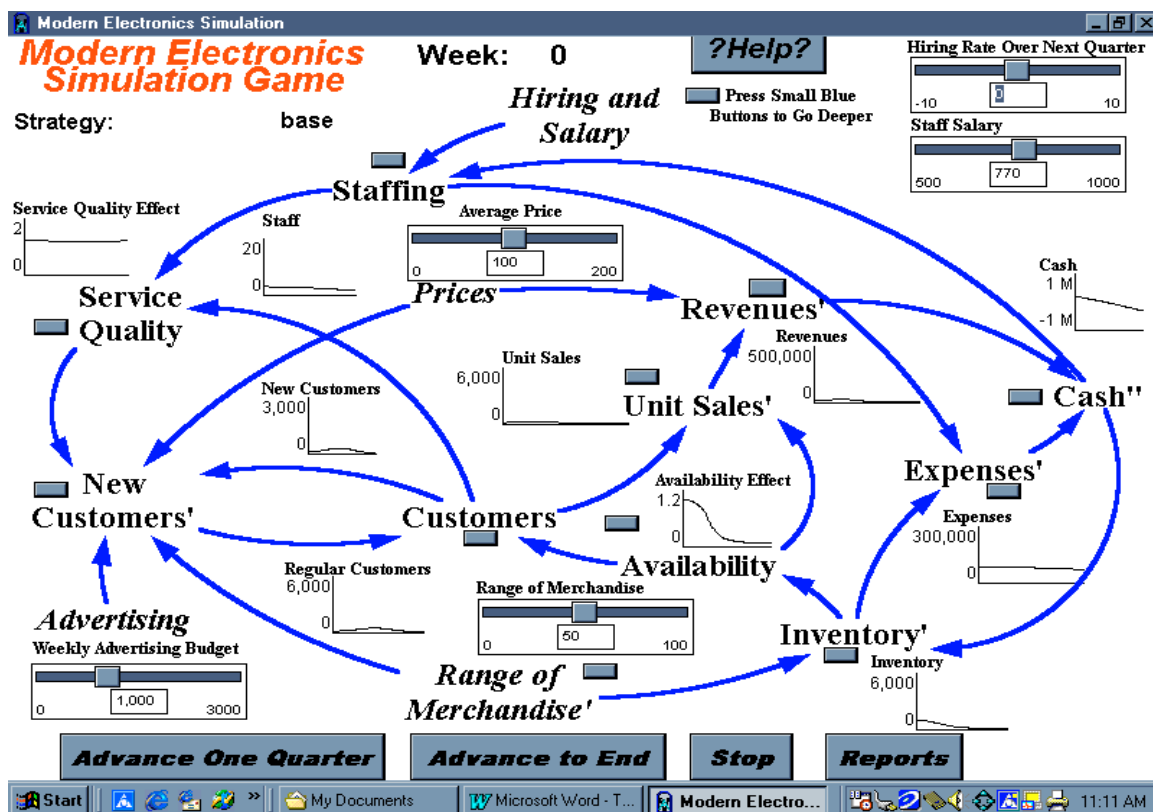 Modern Electronics Simulation
Modern Electronics
Simulation Game
Week: 0
?Help?
Strategy: base
Hiring and
Salary
Press Small Blue
Buttons to Go Deeper
Hiring Rate Over Next Quarter
0
-10 10
Staff Salary
770
500 1000
Staffing
Service Quality Effect
2
0
Staff
20
0
Average Price
100
0 200
Prices
Service
Quality
Revenues'
Revenues
500,000
0
Cash
1 M
-1 M
Cash"
Unit Sales
6,000
0
Unit Sales'
New Customers
3,000
0
New
Customers'
Customers
Availability Effect
1.2
0
Availability
Expenses'
Expenses
300,000
0
Regular Customers
6,000
0
Advertising
Weekly Advertising Budget
1,000
0 3000
Range of Merchandise
50
0 100
Range of
Merchandise'
Inventory'
Inventory
6,000
0
Advance One Quarter
Advance to End
Stop
Reports
Start
»
My Documents
Microsoft Word - T...
Modern Electro...
»
11:11 AM